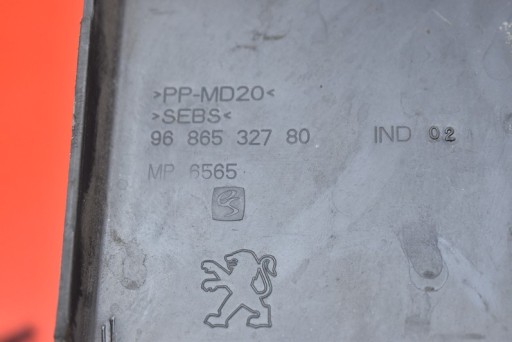 >PP-MD20<
>SEBS<
96 865 327 80 IND 02
MP 6565